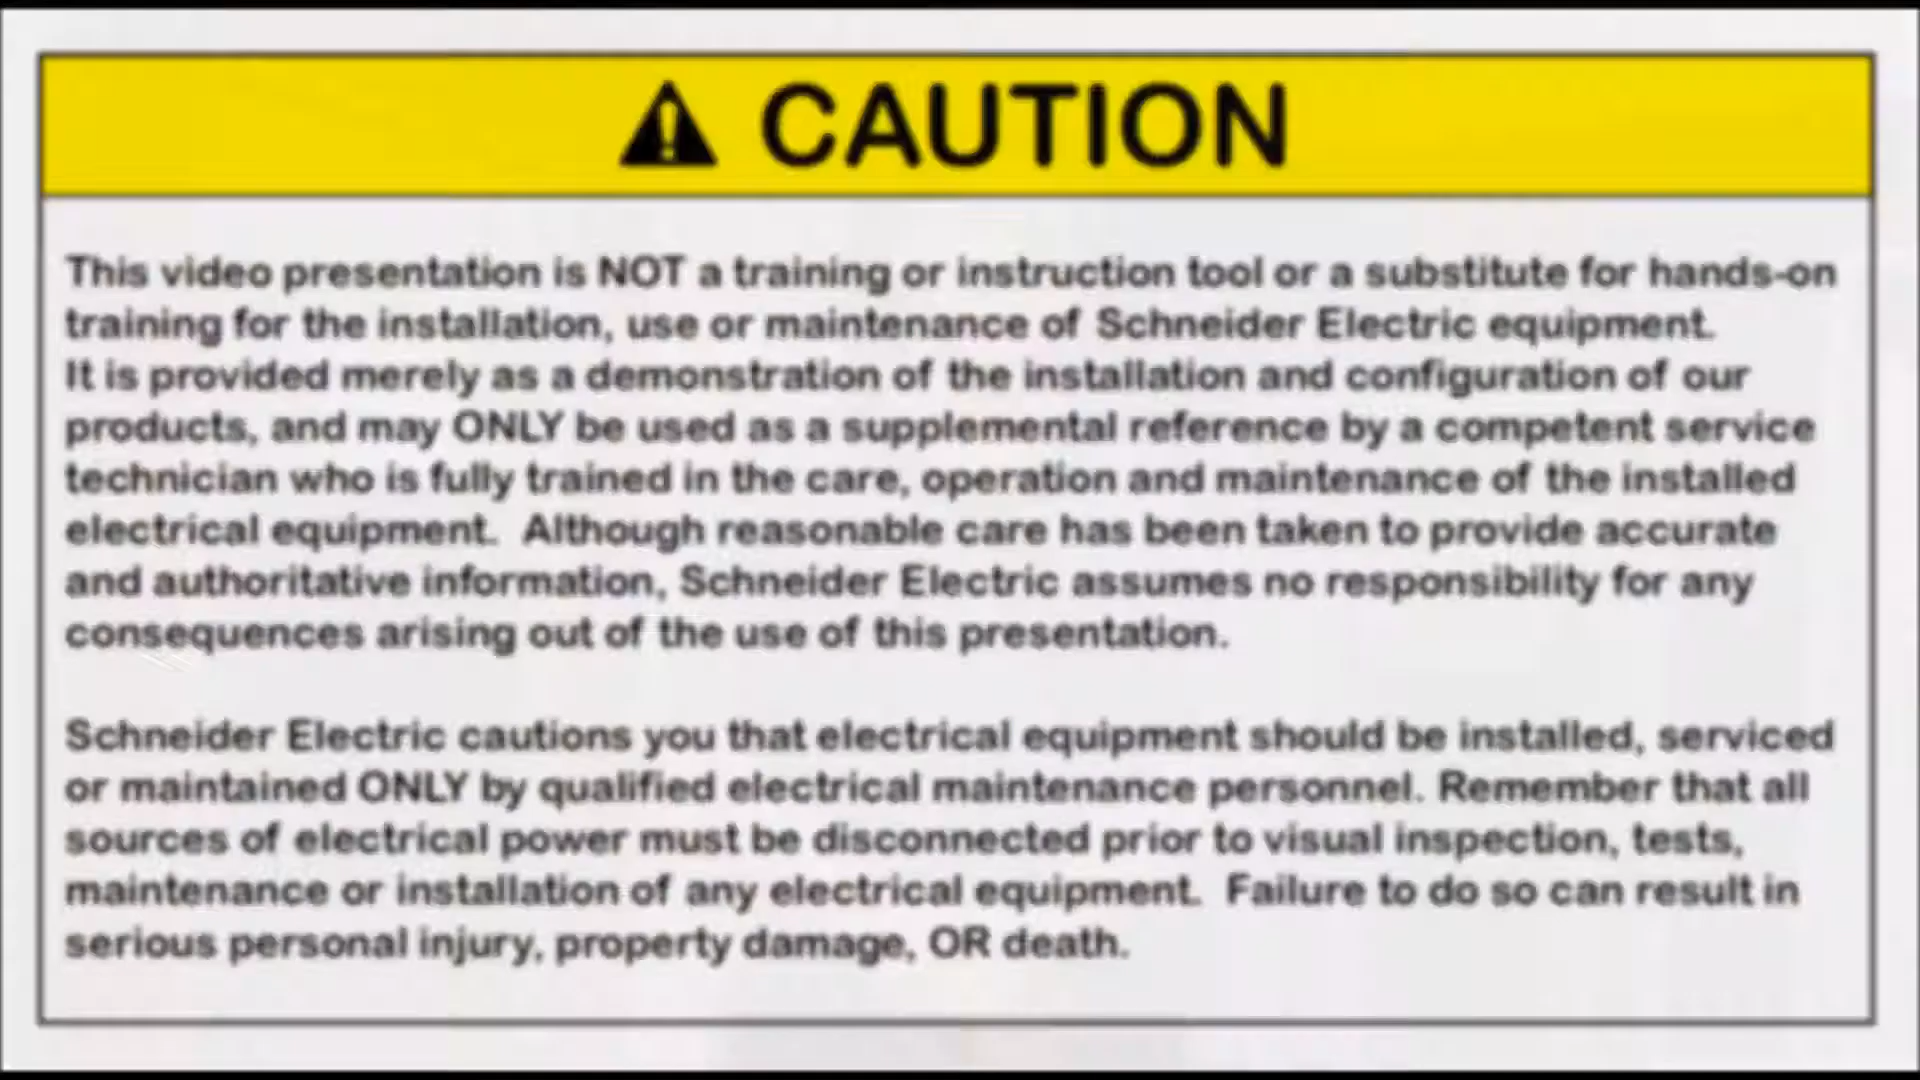 CAUTION
This video presentation is NOT a training or instruction tool or a substitute for hands-on
training for the installation, use or maintenance of Schneider Electric equipment.
It is provided merely as a demonstration of the installation and configuration of our
products, and may ONLY be used as a supplemental reference by a competent service
technician who is fully trained in the care, operation and maintenance of the installed
electrical equipment. Although reasonable care has been taken to provide accurate
and authoritative information, Schneider Electric assumes no responsibility for any
consequences arising out of the use of this presentation.
Schneider Electric cautions you that electrical equipment should be installed, serviced
or maintained ONLY by qualified electrical maintenance personnel. Remember that all
sources of electrical power must be disconnected prior to visual inspection, tests,
maintenance or installation of any electrical equipment. Failure to do so can result in
serious personal injury, property damage, OR death.